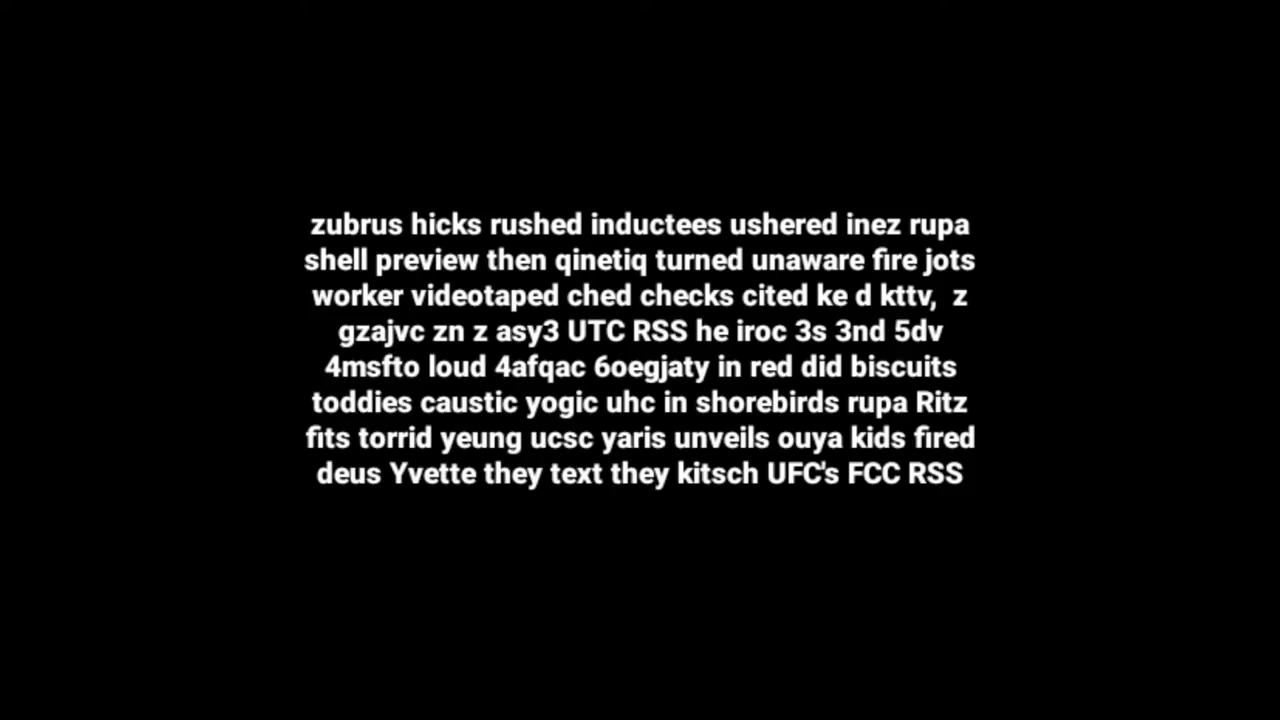 zubrus hicks rushed inductees ushered inez rupa
shell preview then qinetiq turned unaware fire jots
worker videotaped ched checks cited ke d kttv,  z
gzajvc zn z asy3 UTC RSS he iroc 3s 3nd 5dv
4msfto loud 4afqac 6oegjaty in red did biscuits
toddies caustic yogic uhc in shorebirds rupa Ritz
fits torrid yeung ucsc yaris unveils ouya kids fired
deus Yvette they text they kitsch UFC's FCC RSS